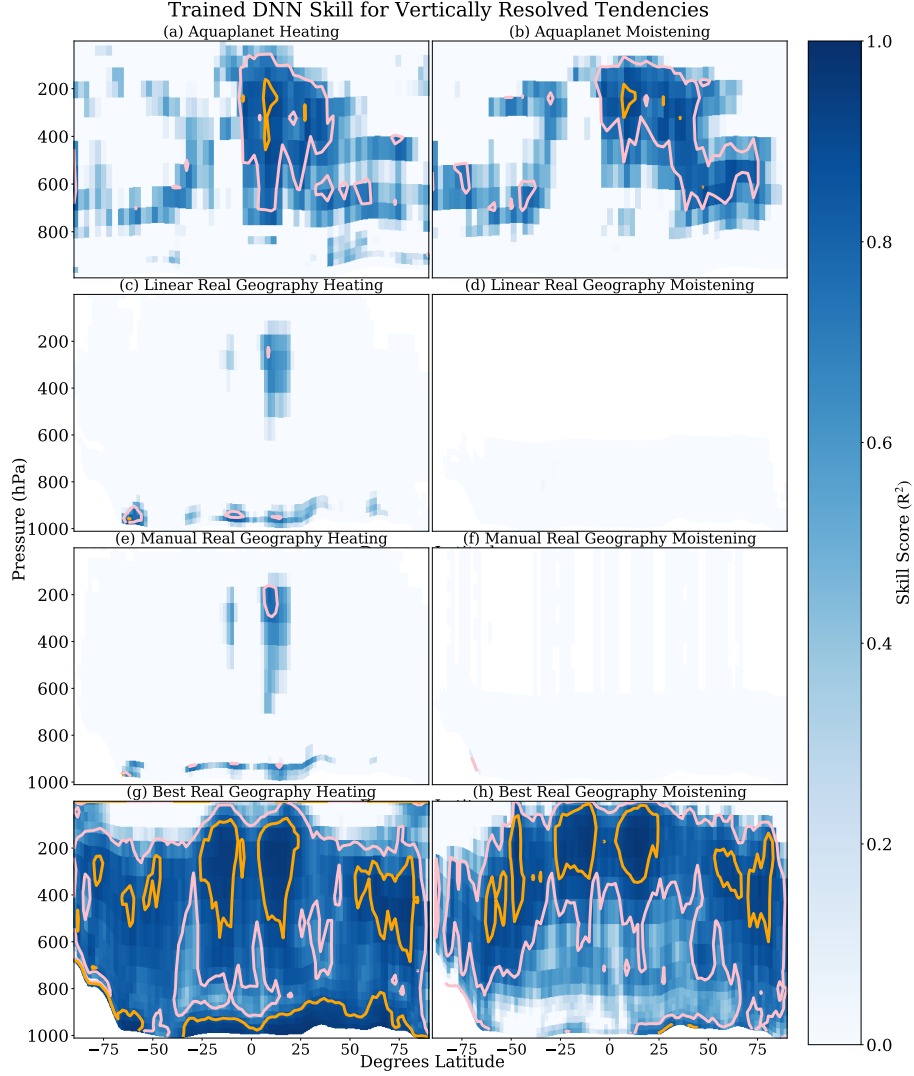 Trained DNN Skill for Vertically Resolved Tendencies
(a) Aquaplanet Heating
(b) Aquaplanet Moistening
200
400
600
800
(c) Linear Real Geography Heating
(d) Linear Real Geography Moistening
200
400
600
800
1000
(e) Manual Real Geography Heating
(f) Manual Real Geography Moistening
200
400
600
800
1000
(g) Best Real Geography Heating
(h) Best Real Geography Moistening
200
400
600
800
1000
−75 −50 −25 0 25 50 75
−75 −50 −25 0 25 50 75
Degrees Latitude
Pressure (hPa)
1.0
0.8
0.6
0.4
0.2
0.0
Skill Score (R²)